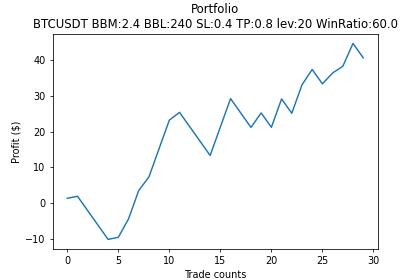 Portfolio
BTCUSDT BBM:2.4 BBL:240 SL:0.4 TP:0.8 lev:20 WinRatio:60.0
40
30
20
10
0
−10
Profit ($)
0 5 10 15 20 25 30
Trade counts